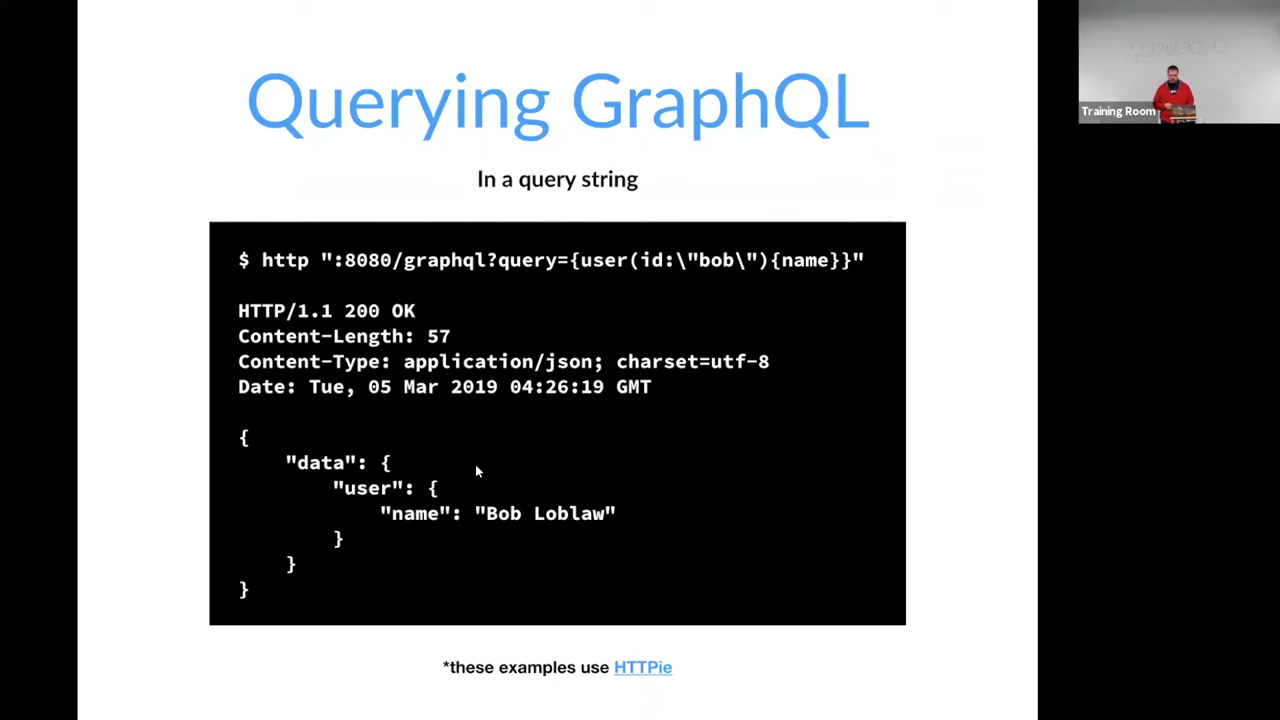 Querying GraphQL
In a query string
$ http ":8080/graphql?query={user(id:\"bob\"){name}}"
HTTP/1.1 200 OK
Content-Length: 57
Content-Type: application/json; charset=utf-8
Date: Tue, 05 Mar 2019 04:26:19 GMT
{
"data": {
"user": {
"name": "Bob Loblaw"
}
}
}
*these examples use HTTPie
Training Room